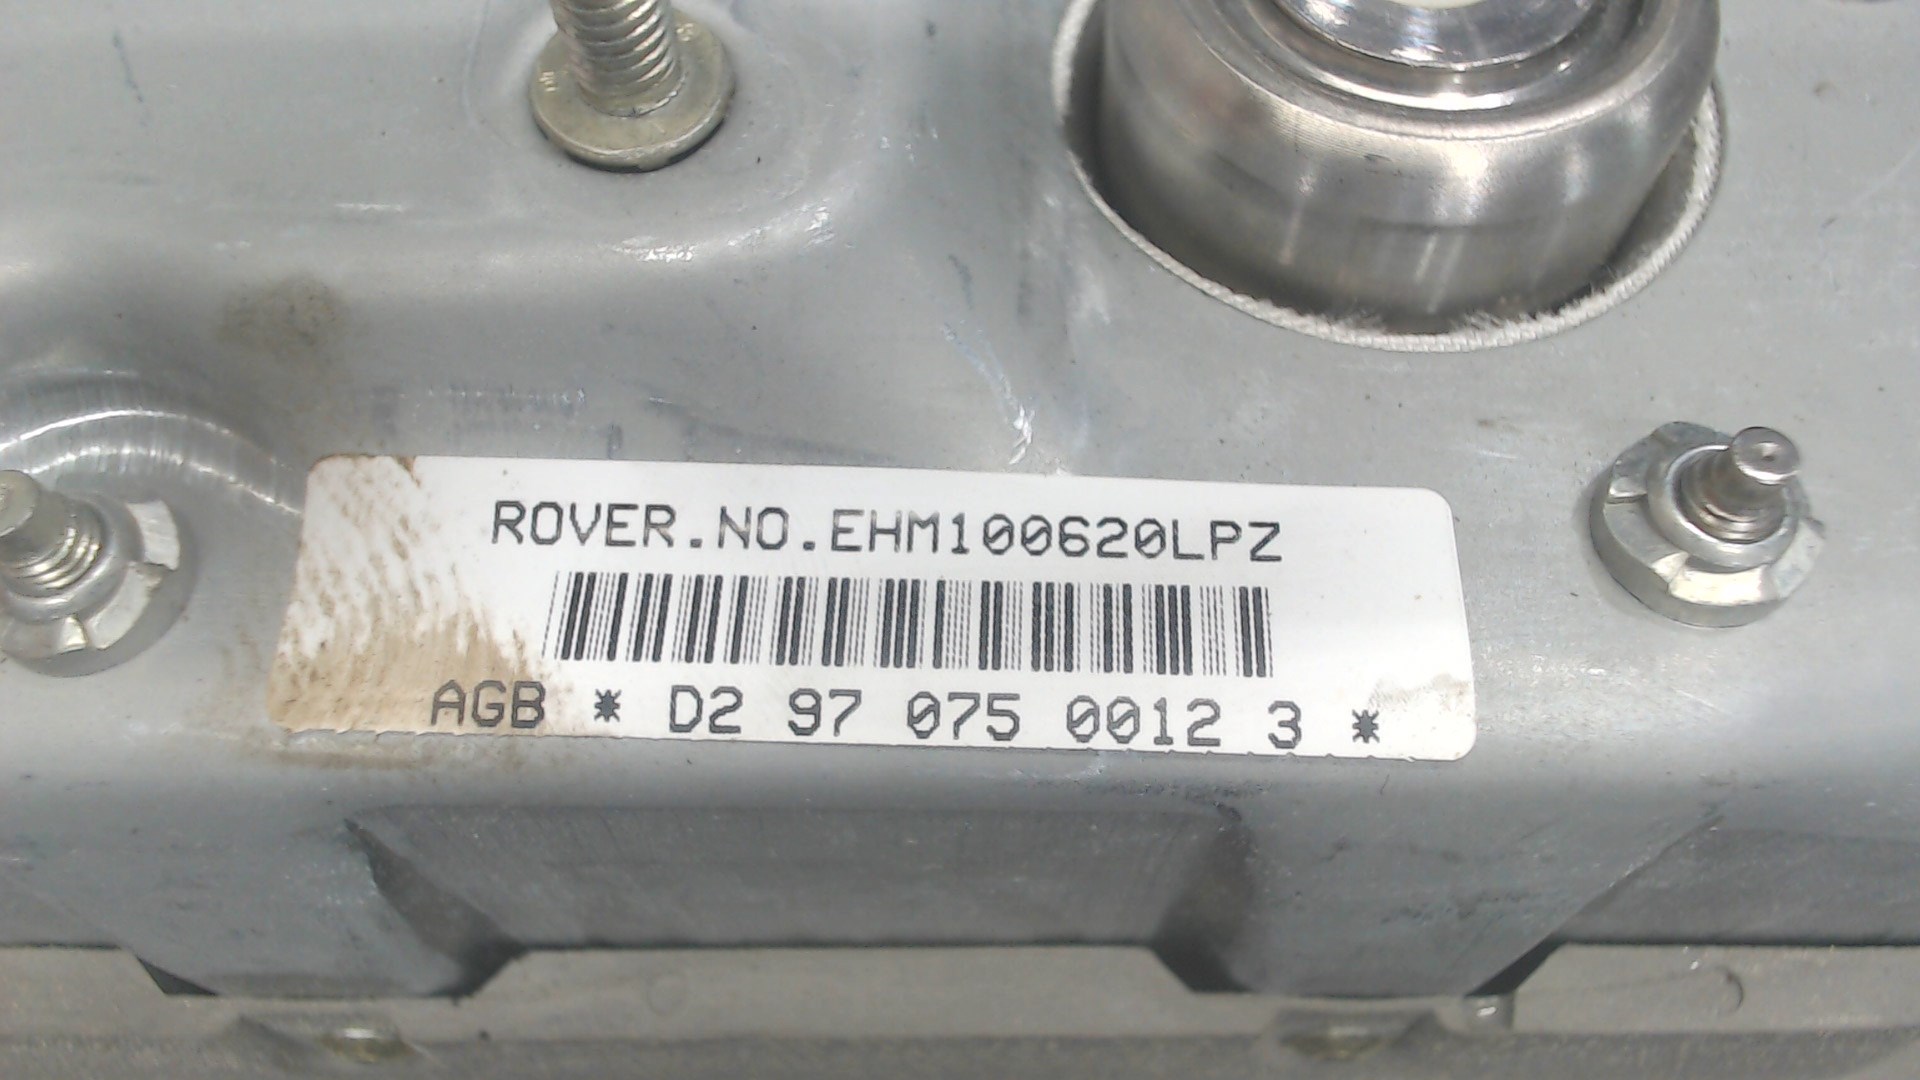 ROVER.NO.EHM100620LPZ
AGB * D2 97 075 0012 3 *